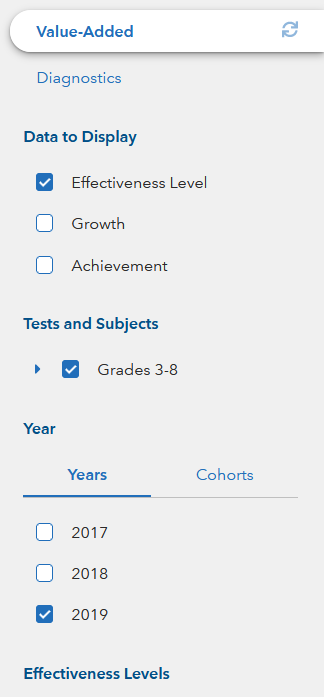 Value-Added
Diagnostics
Data to Display
Effectiveness Level
Growth
Achievement
Tests and Subjects
Grades 3-8
Year
Years Cohorts
2017
2018
2019
Effectiveness Levels